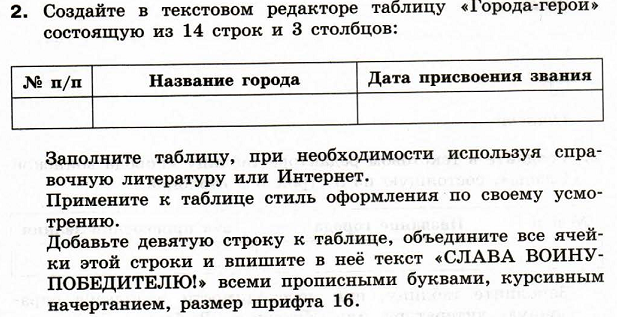 2. Создайте в текстовом редакторе таблицу «Города-герои»
состоящую из 14 строк и 3 столбцов:
№ п/п Название города Дата присвоения звания
Заполните таблицу, при необходимости используя спра-
вочную литературу или Интернет.
Примените к таблице стиль оформления по своему усмо-
трению.
Добавьте девятую строку к таблице, объедините все ячей-
ки этой строки и впишите в неё текст «СЛАВА ВОИНУ-
ПОБЕДИТЕЛЮ!» всеми прописными буквами, курсивным
начертанием, размер шрифта 16.